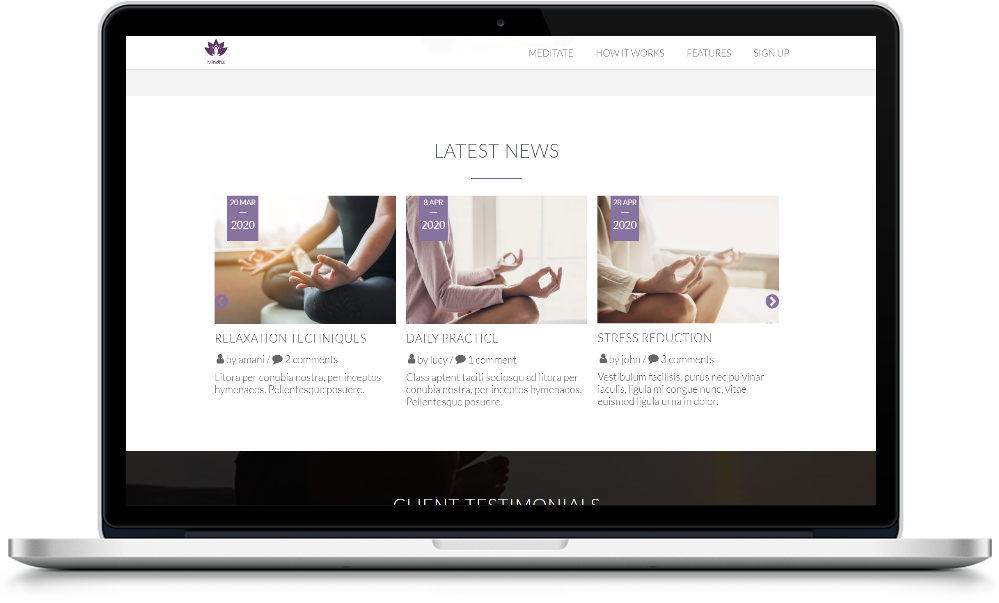 Mindful
MEDITATE HOW IT WORKS FEATURES SIGN UP
LATEST NEWS
20 MAR
2020
8 APR
2020
28 APR
2020
RELAXATION TECHNIQUES
by amani / 2 comments
Litora per conubia nostra, per inceptos
hymenaeos. Pellentesque posuere.
DAILY PRACTICE
by lucy / 1 comment
Class aptent taciti sociosqu ad litora per
conubia nostra, per inceptos hymenaeos.
Pellentesque posuere.
STRESS REDUCTION
by john / 3 comments
Vestibulum facilisis, purus nec pulvinar
iaculis, ligula mi congue nunc, vitae
euismod ligula urna in dolor.
CLIENT TESTIMONIALS